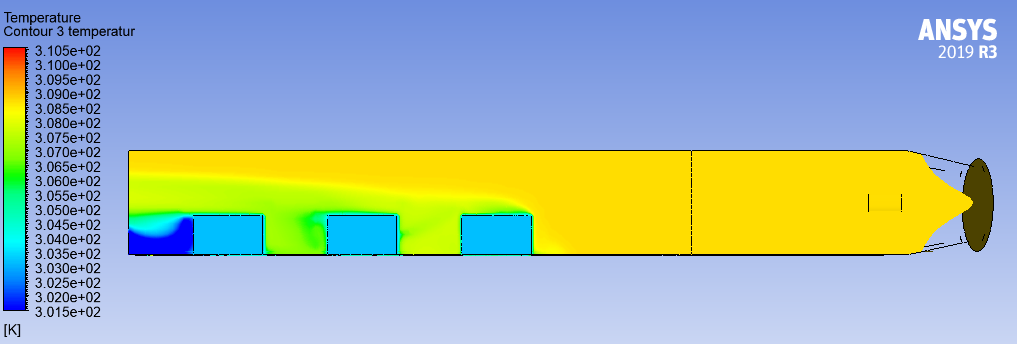 Temperature
Contour 3 temperatur
3.105e+02
3.100e+02
3.095e+02
3.090e+02
3.085e+02
3.080e+02
3.075e+02
3.070e+02
3.065e+02
3.060e+02
3.055e+02
3.050e+02
3.045e+02
3.040e+02
3.035e+02
3.030e+02
3.025e+02
3.020e+02
3.015e+02
[K]
ANSYS
2019 R3